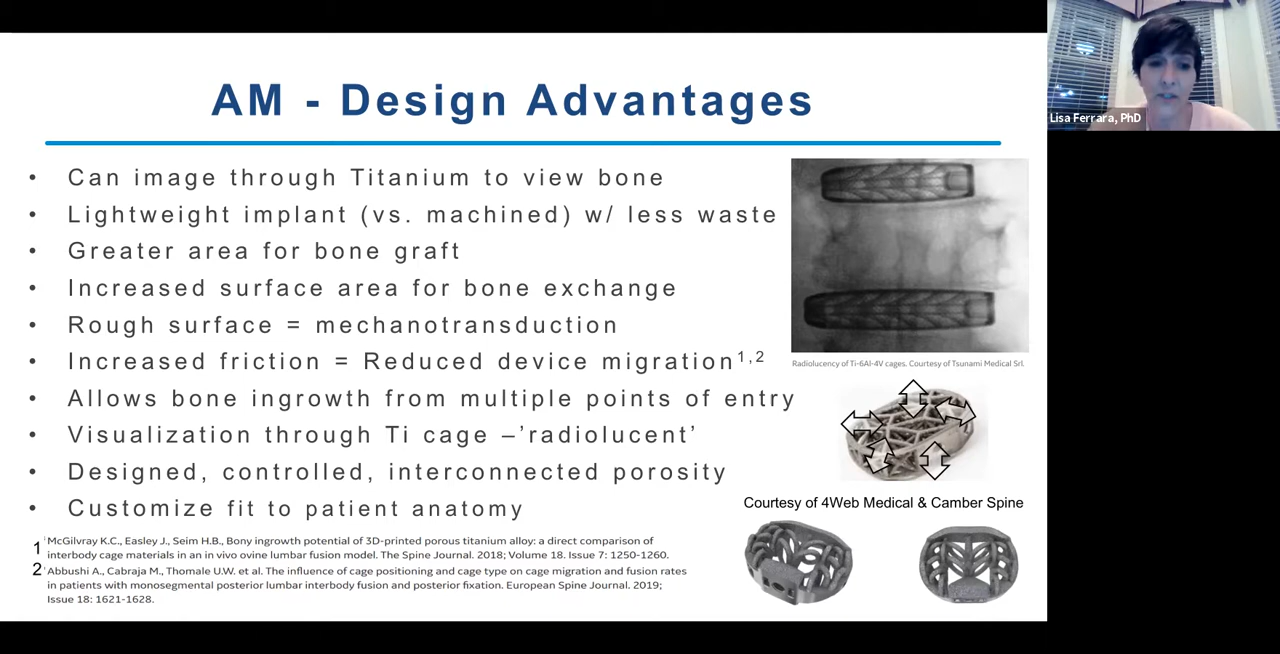 AM - Design Advantages
• Can image through Titanium to view bone
• Lightweight implant (vs. machined) w/ less waste
• Greater area for bone graft
• Increased surface area for bone exchange
• Rough surface = mechanotransduction
• Increased friction = Reduced device migration1,2
• Allows bone ingrowth from multiple points of entry
• Visualization through Ti cage –’radiolucent’
• Designed, controlled, interconnected porosity
• Customize fit to patient anatomy
1 McGilvray K.C., Easley J., Seim H.B., Bony ingrowth potential of 3D-printed porous titanium alloy: a direct comparison of
interbody cage materials in an in vivo ovine lumbar fusion model. The Spine Journal. 2018; Volume 18. Issue 7: 1250-1260.
2 Abbushi A., Cabraja M., Thomale U.W. et al. The influence of cage positioning and cage type on cage migration and fusion rates
in patients with monosegmental posterior lumbar interbody fusion and posterior fixation. European Spine Journal. 2019;
Issue 18: 1621-1628.
Radiolucency of Ti-6Al-4V cages. Courtesy of Tsunami Medical Srl.
Courtesy of 4Web Medical & Camber Spine
Lisa Ferrara, PhD